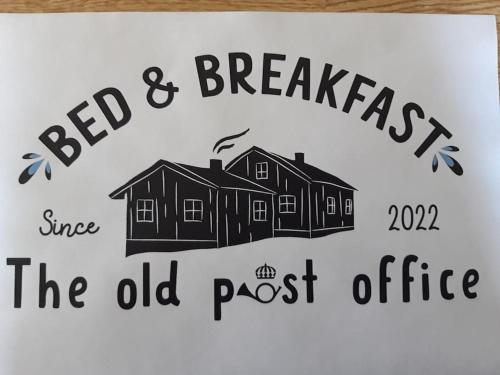 BED & BREAKFAST
Since 2022
The old post office